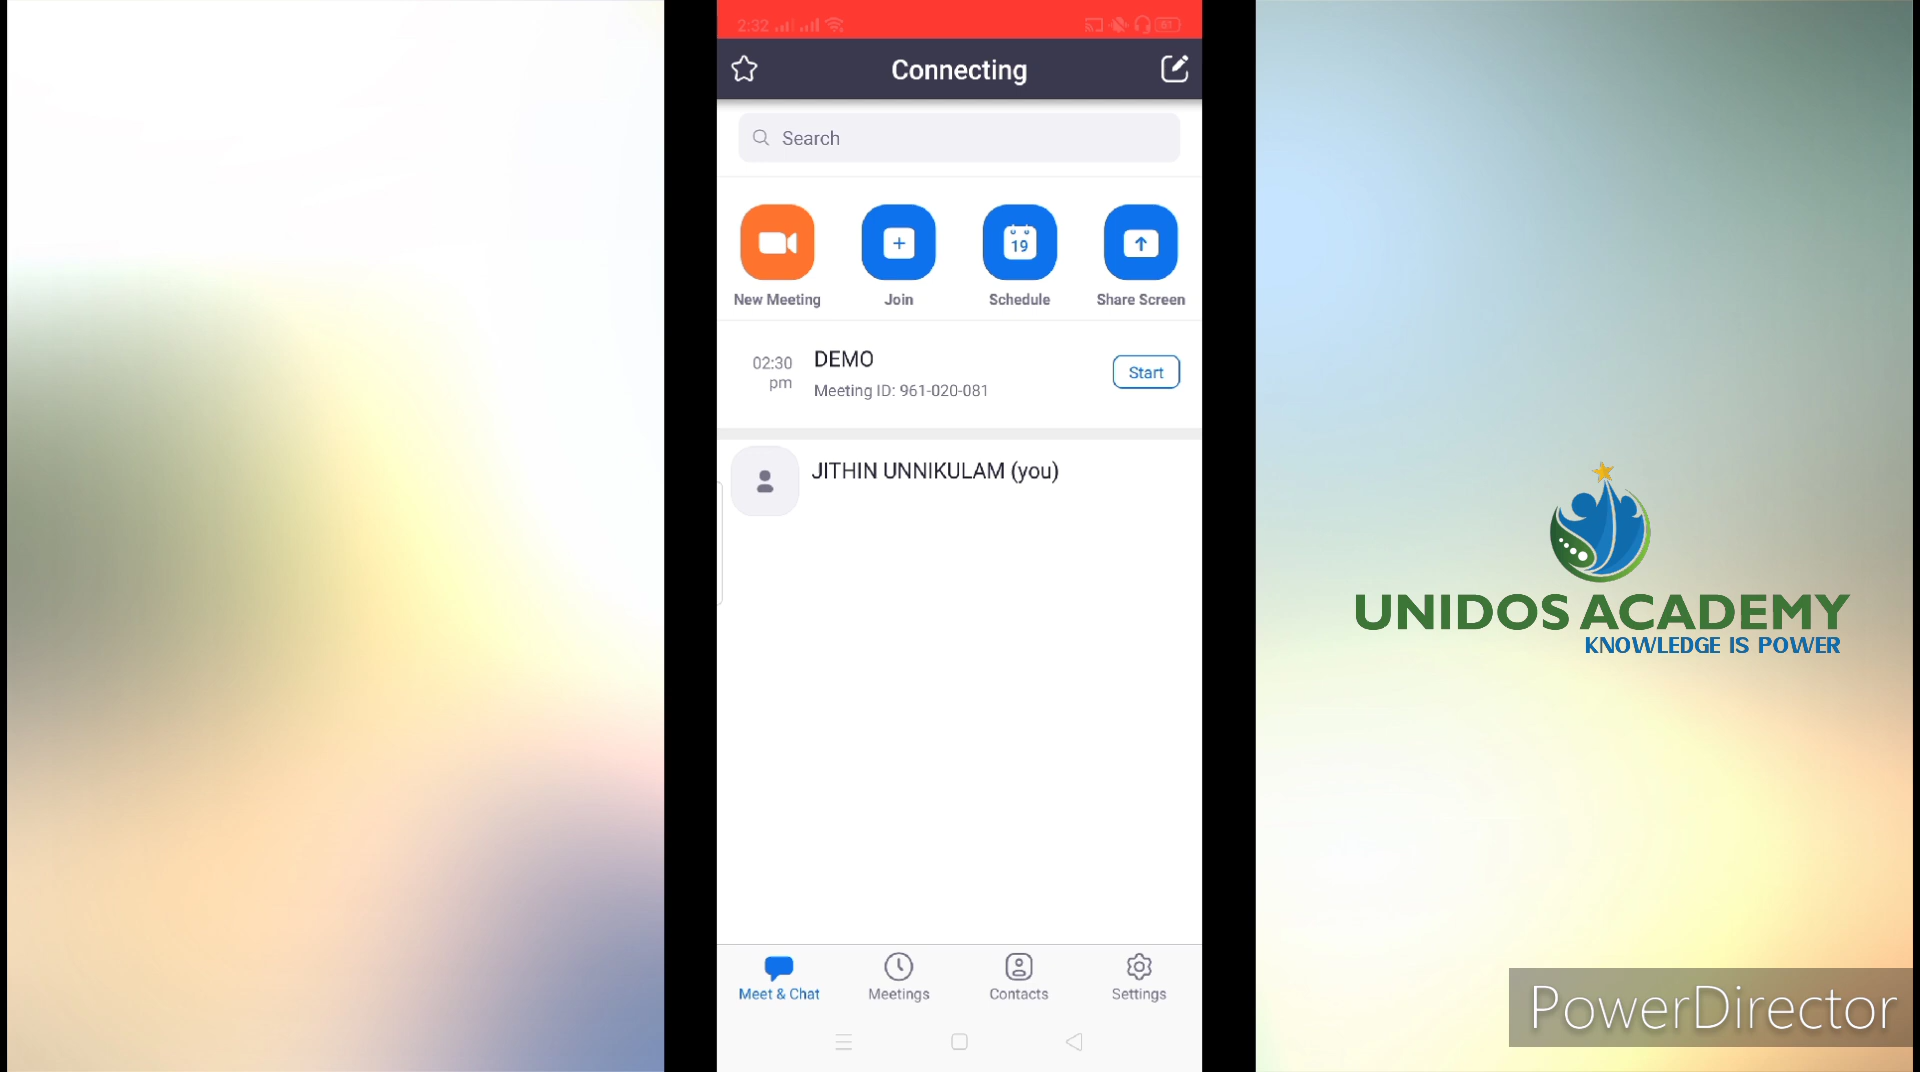 2:32
61
Connecting
Search
19
New Meeting
Join
Schedule
Share Screen
02:30
pm
DEMO
Meeting ID: 961-020-081
Start
JITHIN UNNIKULAM (you)
UNIDOS ACADEMY
KNOWLEDGE IS POWER
Meet & Chat
Meetings
Contacts
Settings
PowerDirector